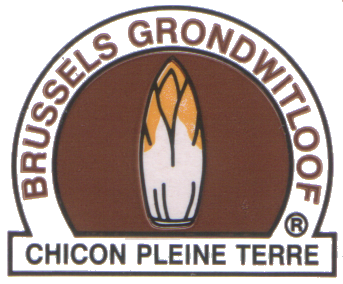 BRUSSELS GRONDWITLOOF
®
CHICON PLEINE TERRE